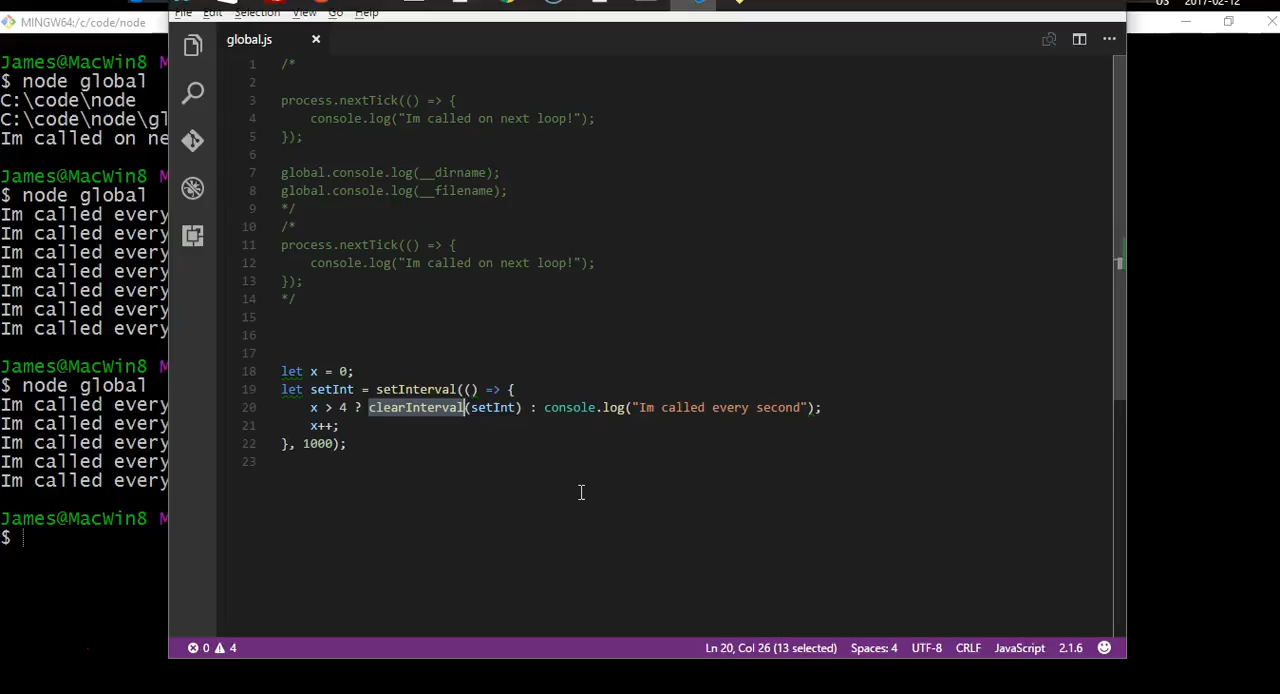 US 2017-02-12
MINGW64:/c/code/node
File Edit Selection View Go Help
James@MacWin8 M
$ node global
C:\code\node
C:\code\node\gl
Im called on ne
James@MacWin8 M
$ node global
Im called every
Im called every
Im called every
Im called every
Im called every
Im called every
Im called every
James@MacWin8 M
$ node global
Im called every
Im called every
Im called every
Im called every
Im called every
James@MacWin8 M
$
global.js
1 /*
2
3 process.nextTick(() => {
4 console.log("Im called on next loop!");
5 });
6
7 global.console.log(__dirname);
8 global.console.log(__filename);
9 */
10 /*
11 process.nextTick(() => {
12 console.log("Im called on next loop!");
13 });
14 */
15
16
17
18 let x = 0;
19 let setInt = setInterval(() => {
20 x > 4 ? clearInterval(setInt) : console.log("Im called every second");
21 x++;
22 }, 1000);
23
0 4 Ln 20, Col 26 (13 selected) Spaces: 4 UTF-8 CRLF JavaScript 2.1.6